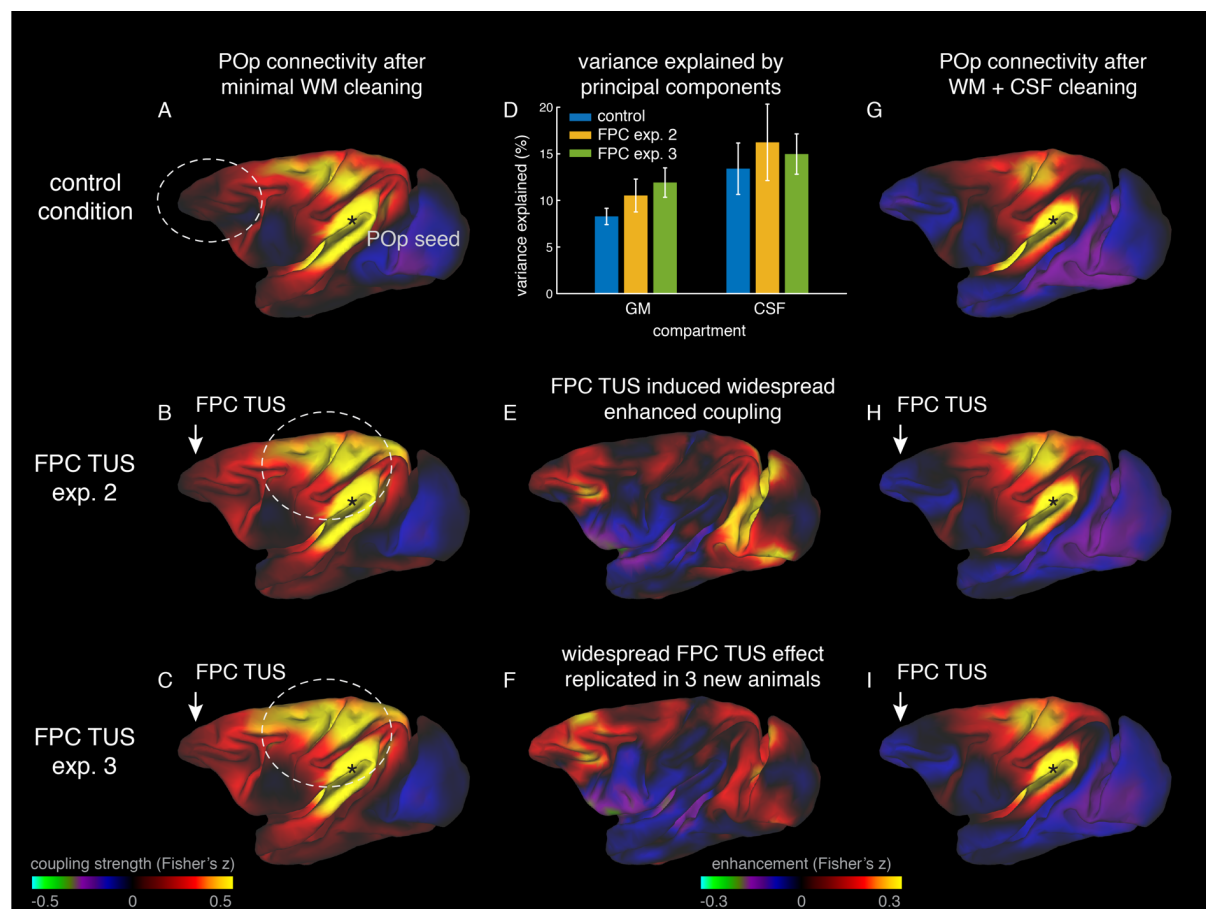 POp connectivity after
minimal WM cleaning
variance explained by
principal components
POp connectivity after
WM + CSF cleaning
A
D
G
control
condition
*
POp seed
variance explained (%)
20
15
10
5
0
control
FPC exp. 2
FPC exp. 3
GM
CSF
compartment
FPC TUS
exp. 2
B
FPC TUS
*
E
FPC TUS induced widespread
enhanced coupling
H
FPC TUS
*
FPC TUS
exp. 3
C
FPC TUS
*
F
widespread FPC TUS effect
replicated in 3 new animals
I
FPC TUS
*
coupling strength (Fisher's z)
-0.5
0
0.5
enhancement (Fisher's z)
-0.3
0
0.3